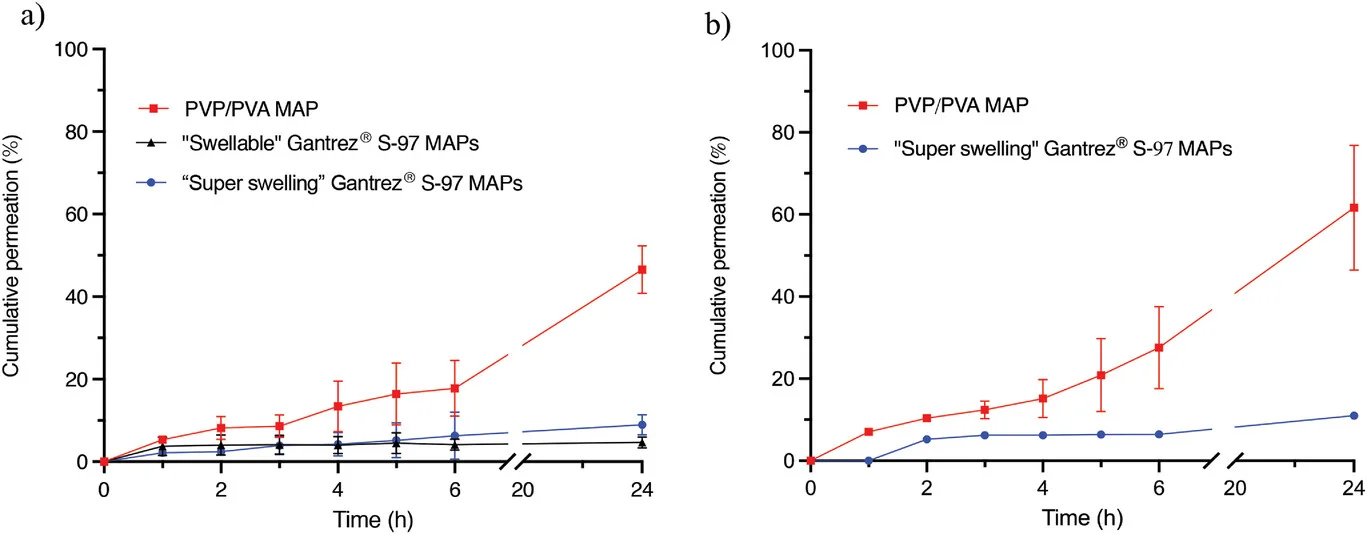 a)
100
80
60
40
20
0
Cumulative permeation (%)
PVP/PVA MAP
"Swellable" Gantrez® S-97 MAPs
“Super swelling” Gantrez® S-97 MAPs
0 2 4 6 20 24
Time (h)
b)
100
80
60
40
20
0
Cumulative permeation (%)
PVP/PVA MAP
"Super swelling" Gantrez® S-97 MAPs
0 2 4 6 20 24
Time (h)